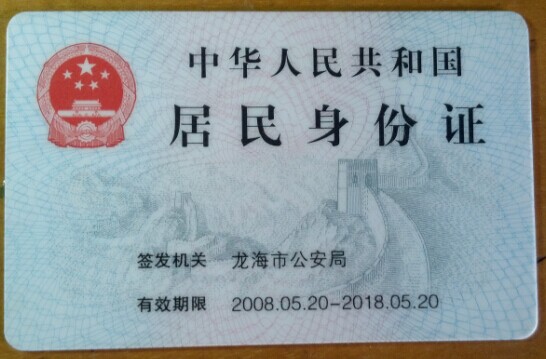 中华人民共和国
居民身份证
签发机关 龙海市公安局
有效期限 2008.05.20-2018.05.20